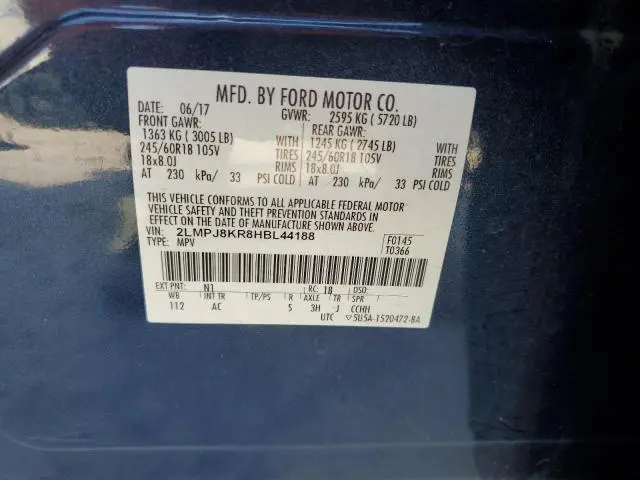 MFD. BY FORD MOTOR CO.
DATE: 06/17 GVWR: 2595 KG ( 5720 LB)
FRONT GAWR: REAR GAWR:
1363 KG ( 3005 LB) WITH 1245 KG ( 2745 LB) WITH
245/60R18 105V TIRES 245/60R18 105V TIRES
18x8.0J RIMS 18x8.0J RIMS
AT 230 kPa/ 33 PSI COLD AT 230 kPa/ 33 PSI COLD
THIS VEHICLE CONFORMS TO ALL APPLICABLE FEDERAL MOTOR
VEHICLE SAFETY AND THEFT PREVENTION STANDARDS IN
EFFECT ON THE DATE OF MANUFACTURE SHOWN ABOVE.
VIN: 2LMPJ8KR8HBL44188 F0145
TYPE: MPV T0366
EXT PNT: N1 RC: 18 DSO:
WB INT TR TP/PS R AXLE TR SPR
112 AC 5 3H J CCHH
UTC ▽5U5A-1520472-BA